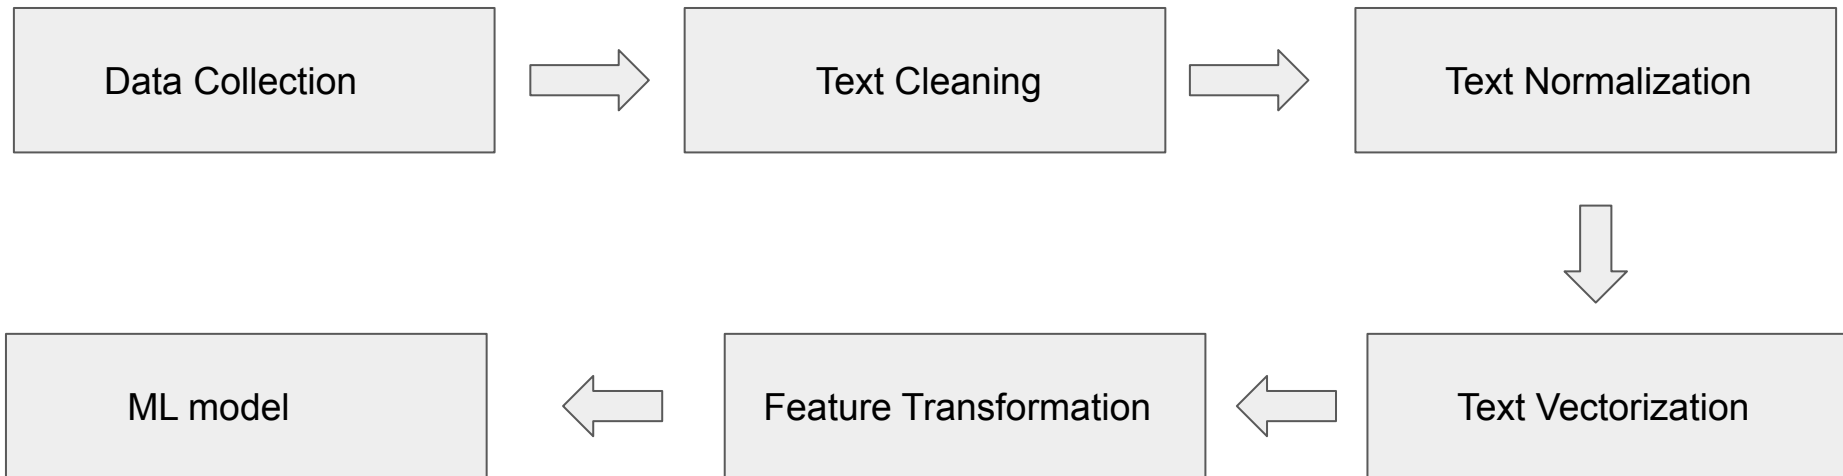 Data Collection
Text Cleaning
Text Normalization
Text Vectorization
Feature Transformation
ML model